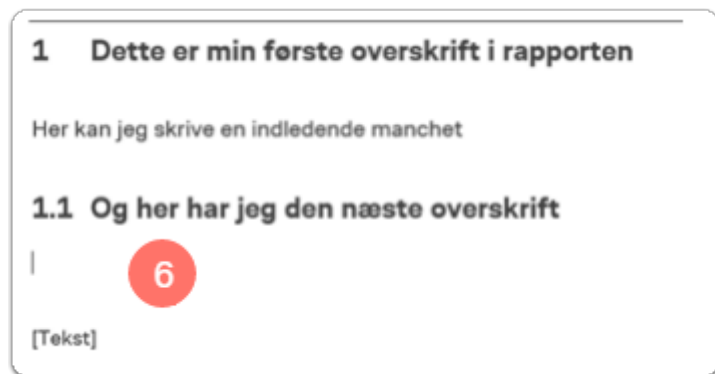 1 Dette er min første overskrift i rapporten
Her kan jeg skrive en indledende manchet
1.1 Og her har jeg den næste overskrift
6
[Tekst]